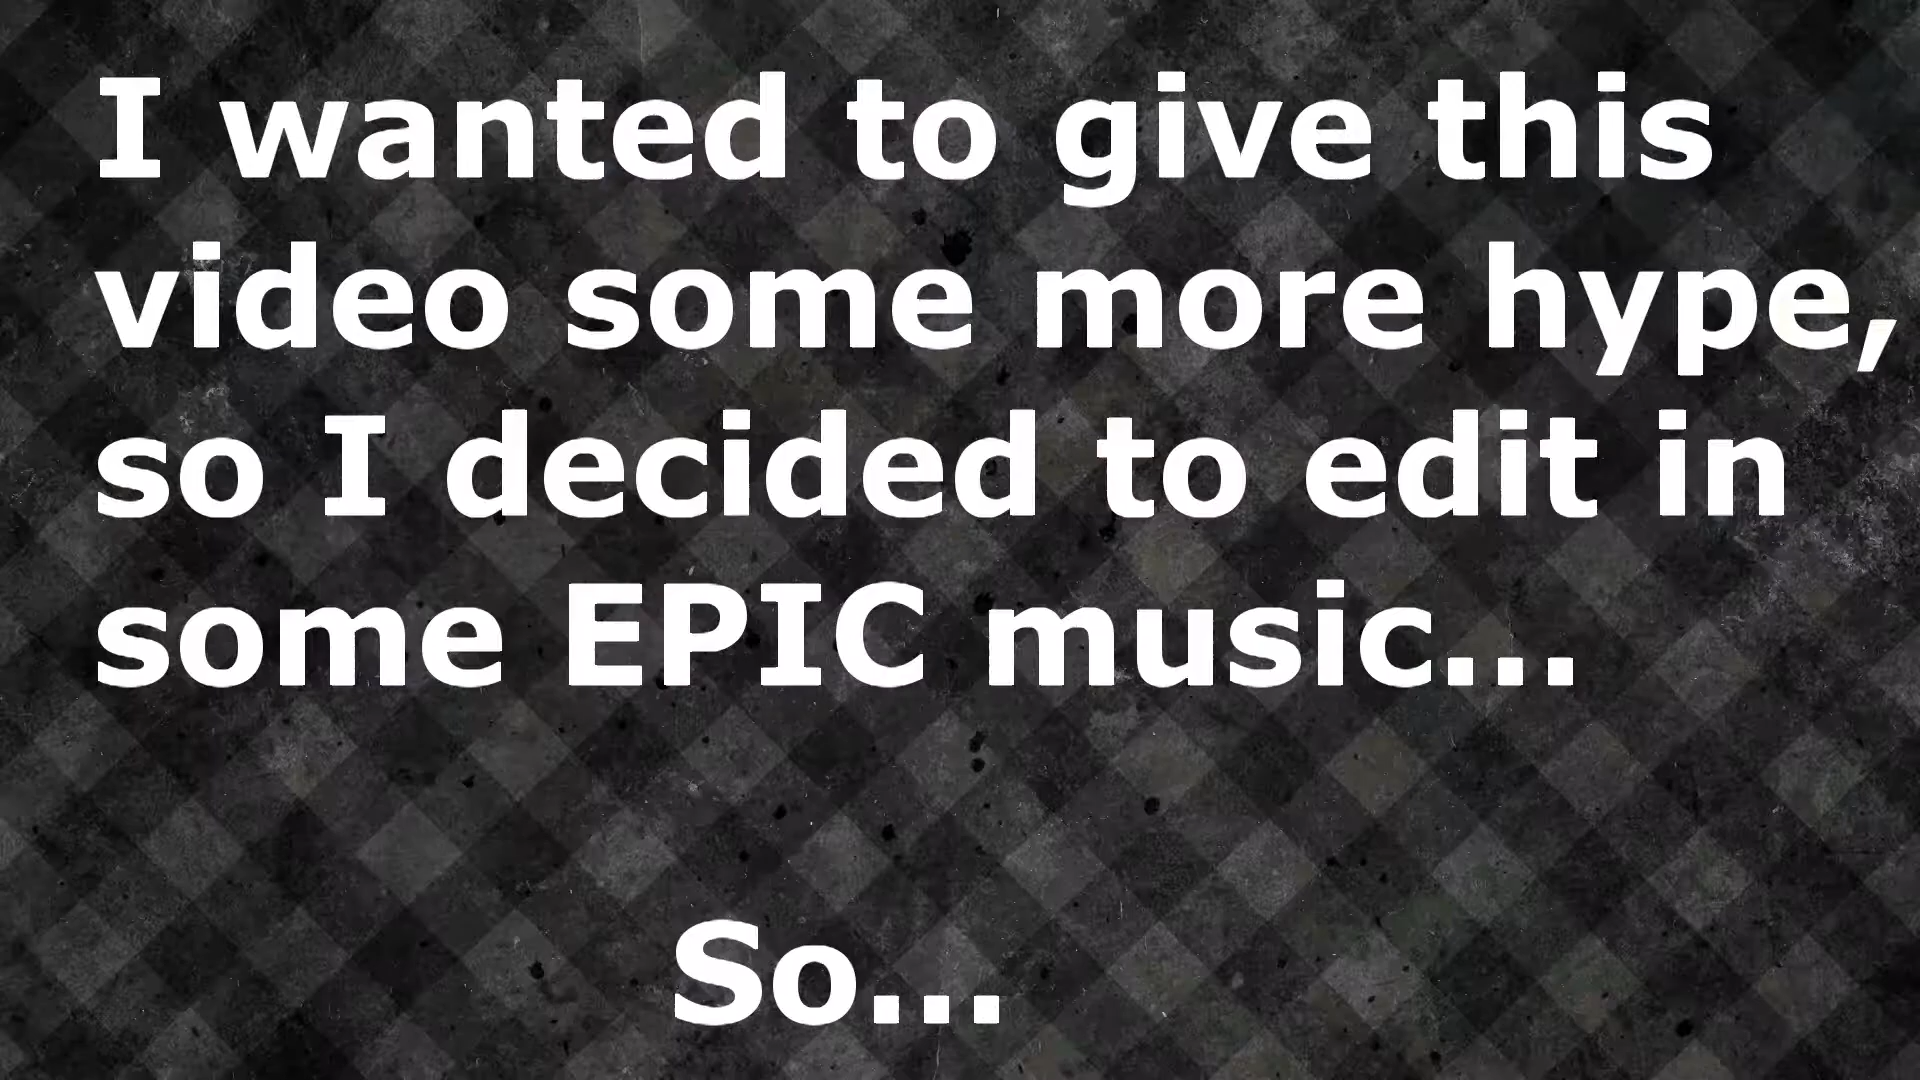 I wanted to give this
video some more hype,
so I decided to edit in
some EPIC music...
So...